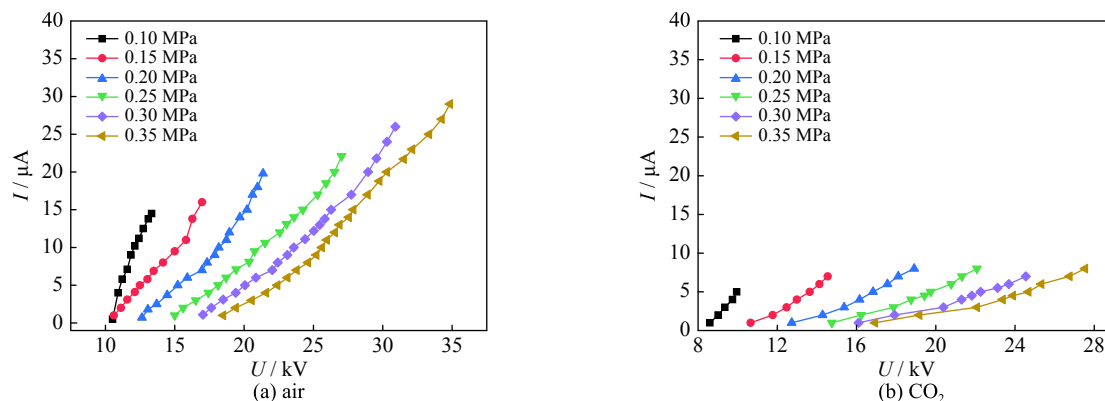 40
35
30
25
20
15
10
5
0
I / μA
0.10 MPa
0.15 MPa
0.20 MPa
0.25 MPa
0.30 MPa
0.35 MPa
10 15 20 25 30 35
U / kV
(a) air
40
35
30
25
20
15
10
5
0
I / μA
0.10 MPa
0.15 MPa
0.20 MPa
0.25 MPa
0.30 MPa
0.35 MPa
8 12 16 20 24 28
U / kV
(b) CO₂